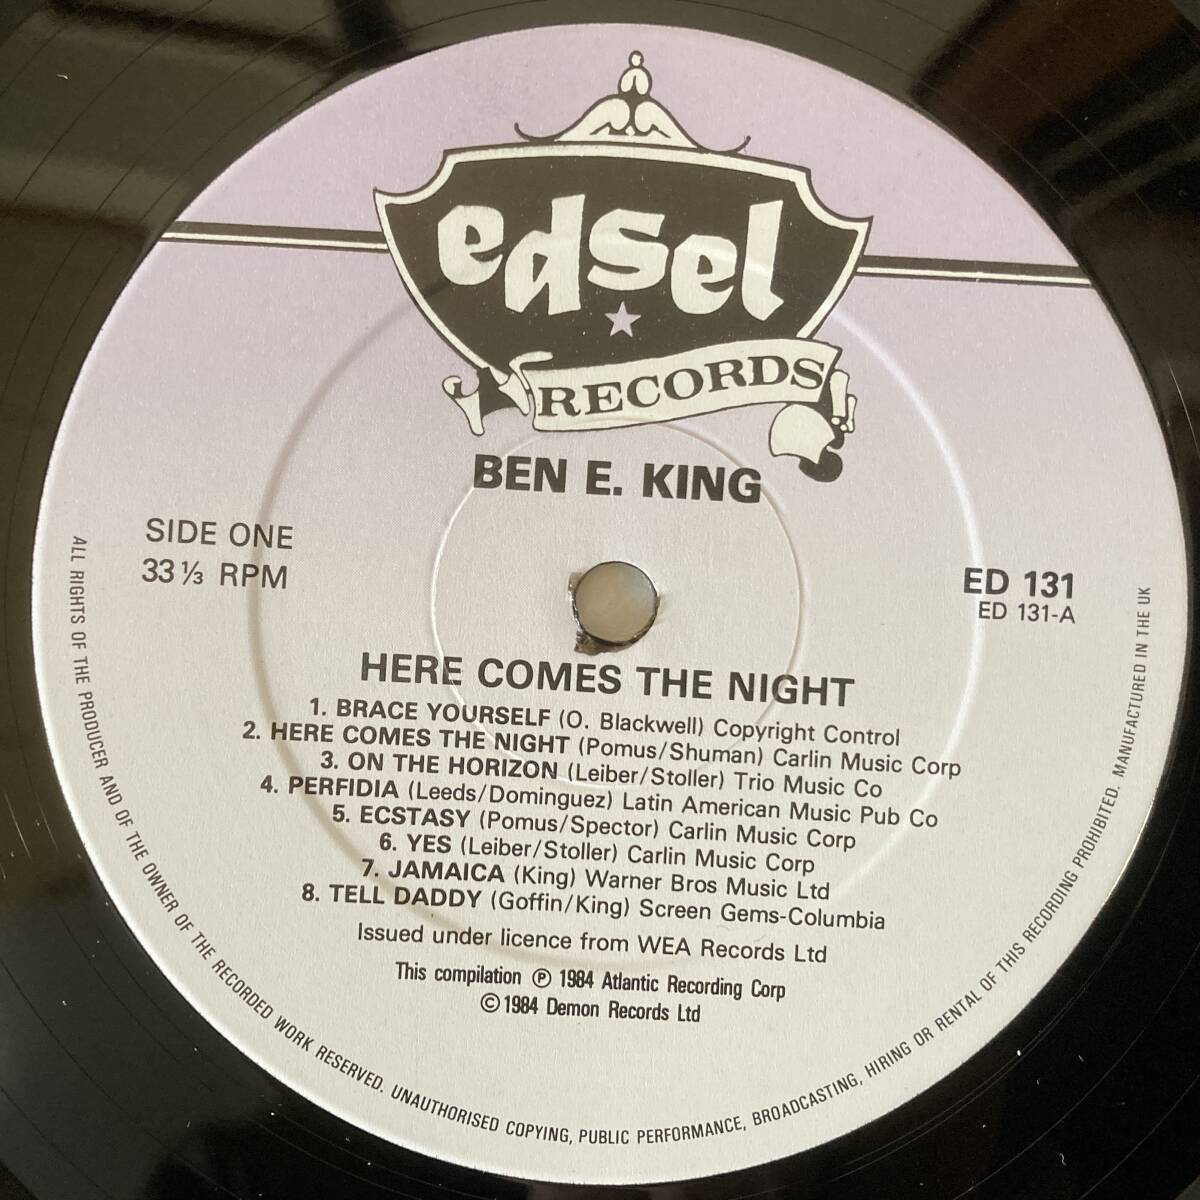 edsel
RECORDS
BEN E. KING
SIDE ONE
33 ⅓ RPM
ED 131
ED 131-A
HERE COMES THE NIGHT
1. BRACE YOURSELF (O. Blackwell) Copyright Control
2. HERE COMES THE NIGHT (Pomus/Shuman) Carlin Music Corp
3. ON THE HORIZON (Leiber/Stoller) Trio Music Co
4. PERFIDIA (Leeds/Dominguez) Latin American Music Pub Co
5. ECSTASY (Pomus/Spector) Carlin Music Corp
6. YES (Leiber/Stoller) Carlin Music Corp
7. JAMAICA (King) Warner Bros Music Ltd
8. TELL DADDY (Goffin/King) Screen Gems-Columbia
Issued under licence from WEA Records Ltd
This compilation ℗ 1984 Atlantic Recording Corp
© 1984 Demon Records Ltd
ALL RIGHTS OF THE PRODUCER AND OF THE OWNER OF THE RECORDED WORK RESERVED. UNAUTHORISED COPYING, PUBLIC PERFORMANCE, BROADCASTING, HIRING OR RENTAL OF THIS RECORDING PROHIBITED. MANUFACTURED IN THE UK